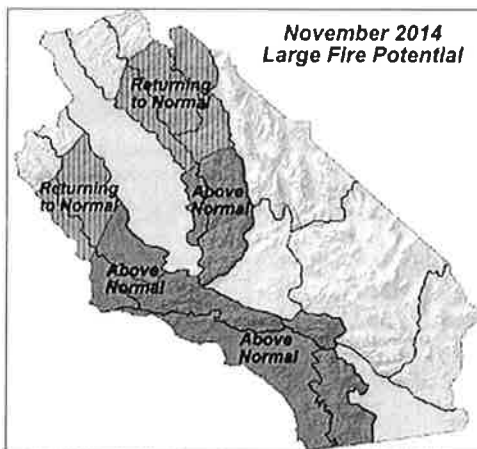 November 2014
Large Fire Potential
Returning
to Normal
Returning
to Normal
Above
Normal
Above
Normal
Above
Normal